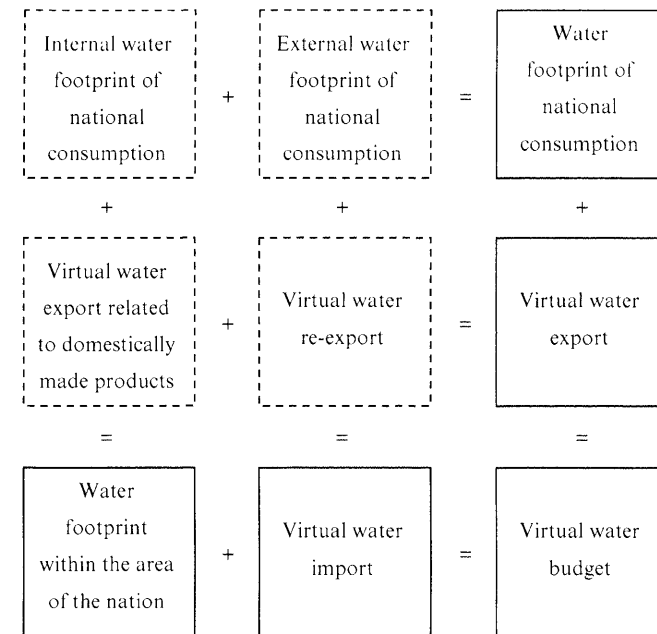 Internal water
footprint of
national
consumption
+
External water
footprint of
national
consumption
=
Water
footprint of
national
consumption
+
+
+
Virtual water
export related
to domestically
made products
+
Virtual water
re-export
=
Virtual water
export
=
=
=
Water
footprint
within the area
of the nation
+
Virtual water
import
=
Virtual water
budget